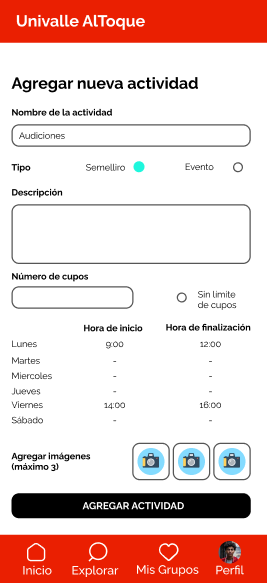 Univalle AlToque
Agregar nueva actividad
Nombre de la actividad
Audiciones
Tipo Semelliro Evento
Descripción
Número de cupos
Sin límite
de cupos
Hora de inicio Hora de finalización
Lunes 9:00 12:00
Martes - -
Miercoles - -
Jueves - -
Viernes 14:00 16:00
Sábado - -
Agregar imágenes
(máximo 3)
AGREGAR ACTIVIDAD
Inicio Explorar Mis Grupos Perfil